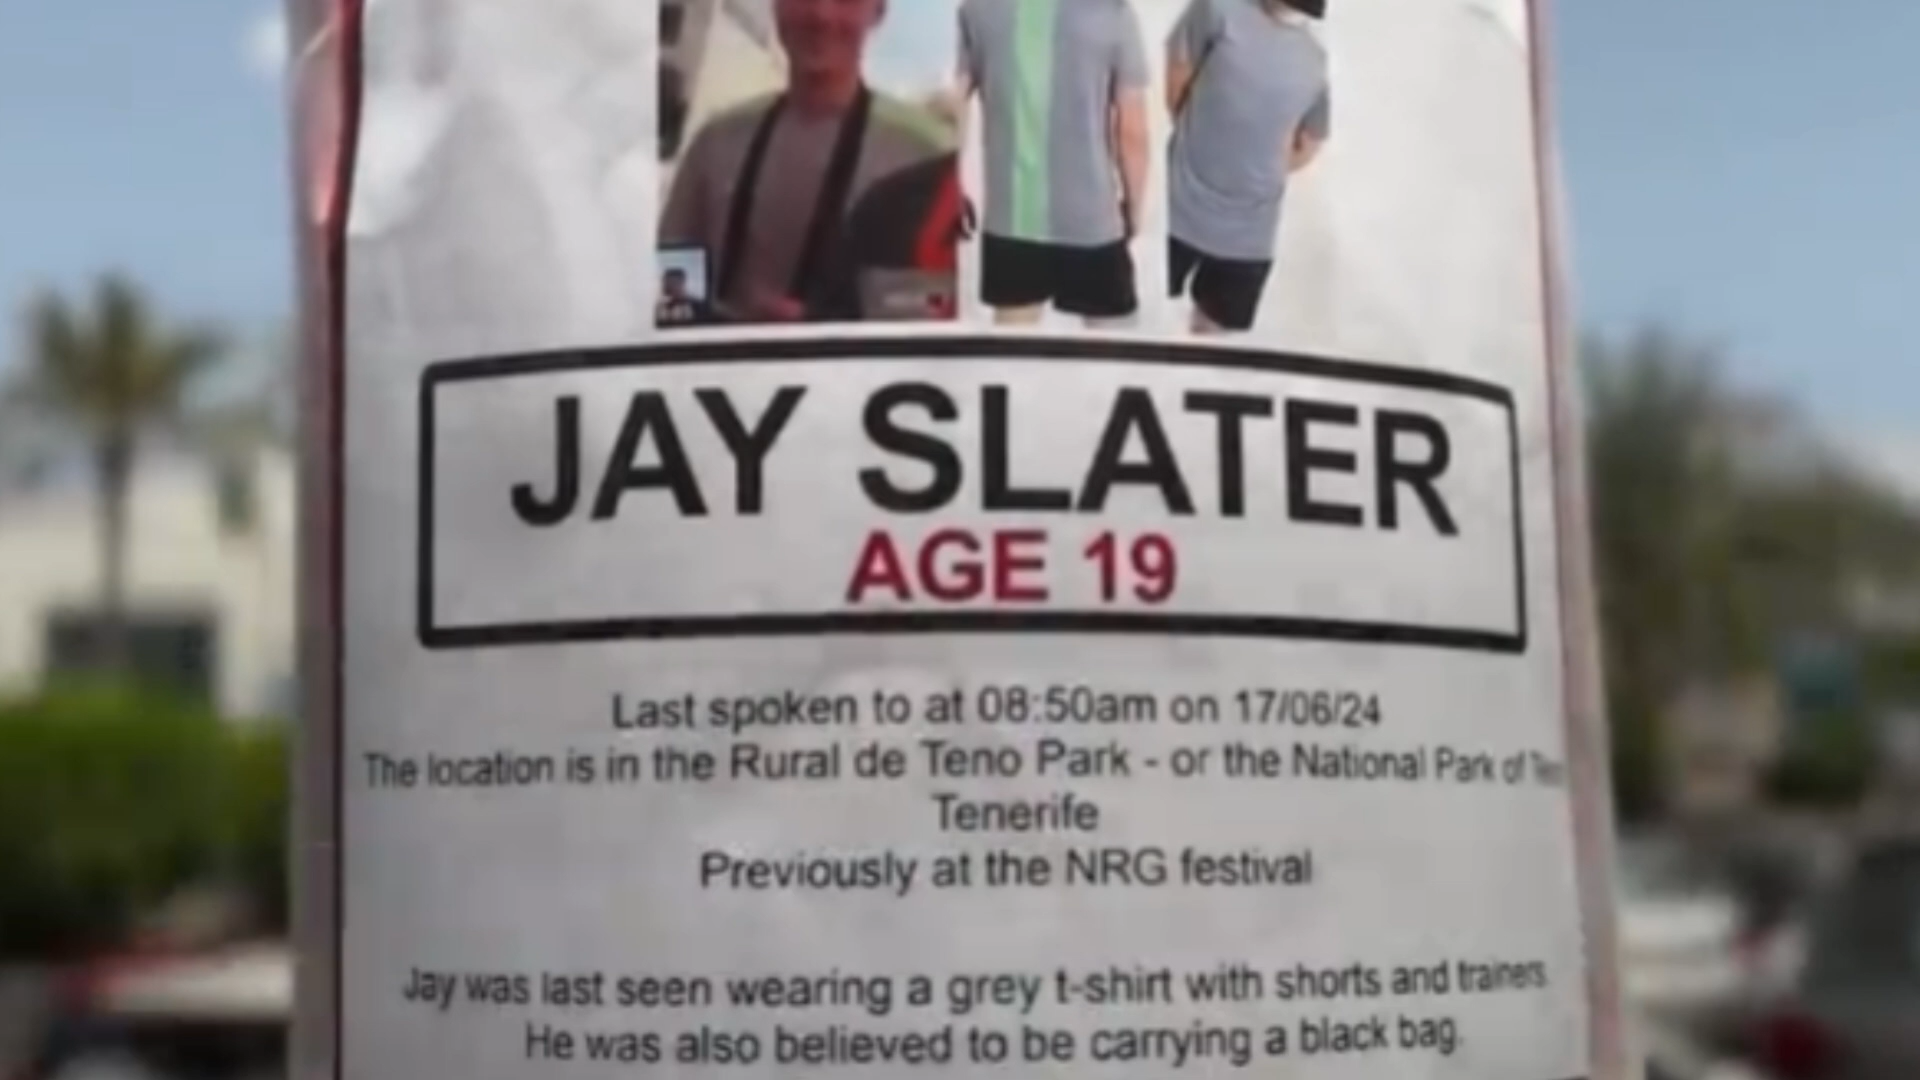 JAY SLATER
AGE 19
Last spoken to at 08:50am on 17/06/24
The location is in the Rural de Teno Park - or the National Park of
Tenerife
Previously at the NRG festival
Jay was last seen wearing a grey t-shirt with shorts and trainers
He was also believed to be carrying a black bag.